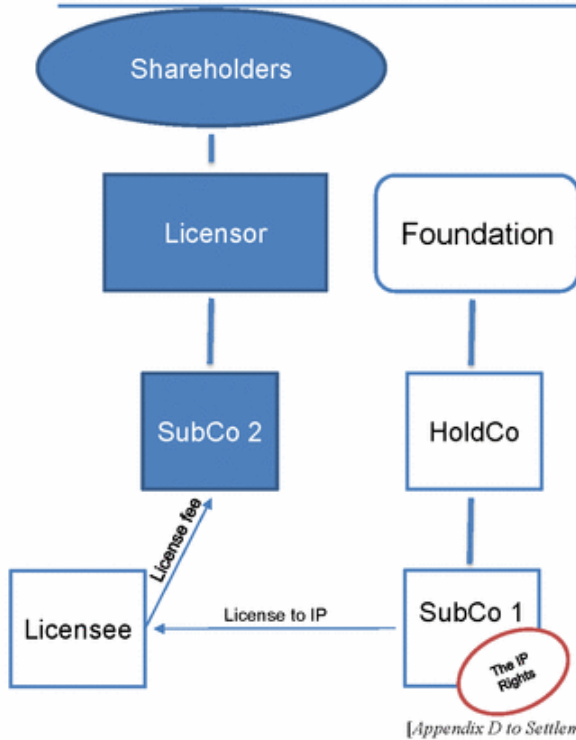 Shareholders
Licensor
Foundation
SubCo 2
HoldCo
License fee
Licensee
License to IP
SubCo 1
The IP
Rights
[Appendix D to Settlem